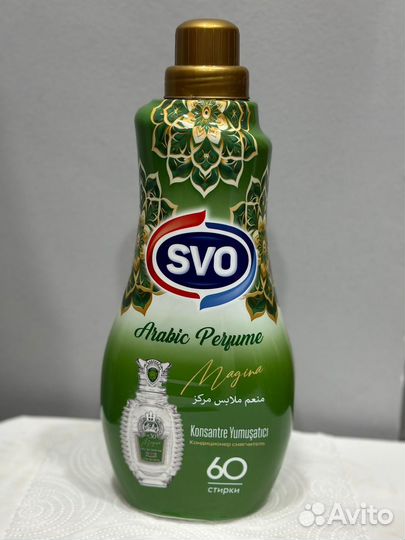 SVO
Arabic Perfume
Magina
منعم ملابس مركز
Konsantre Yumuşatıcı
Кондиционер смягчитель
60
стирки
Avito